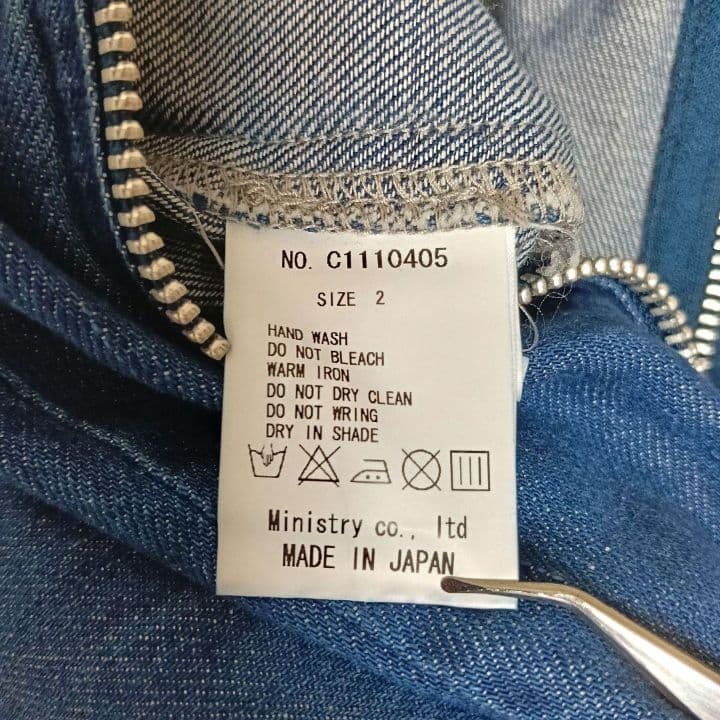 NO. C1110405
SIZE 2
HAND WASH
DO NOT BLEACH
WARM IRON
DO NOT DRY CLEAN
DO NOT WRING
DRY IN SHADE
Ministry co., ltd
MADE IN JAPAN